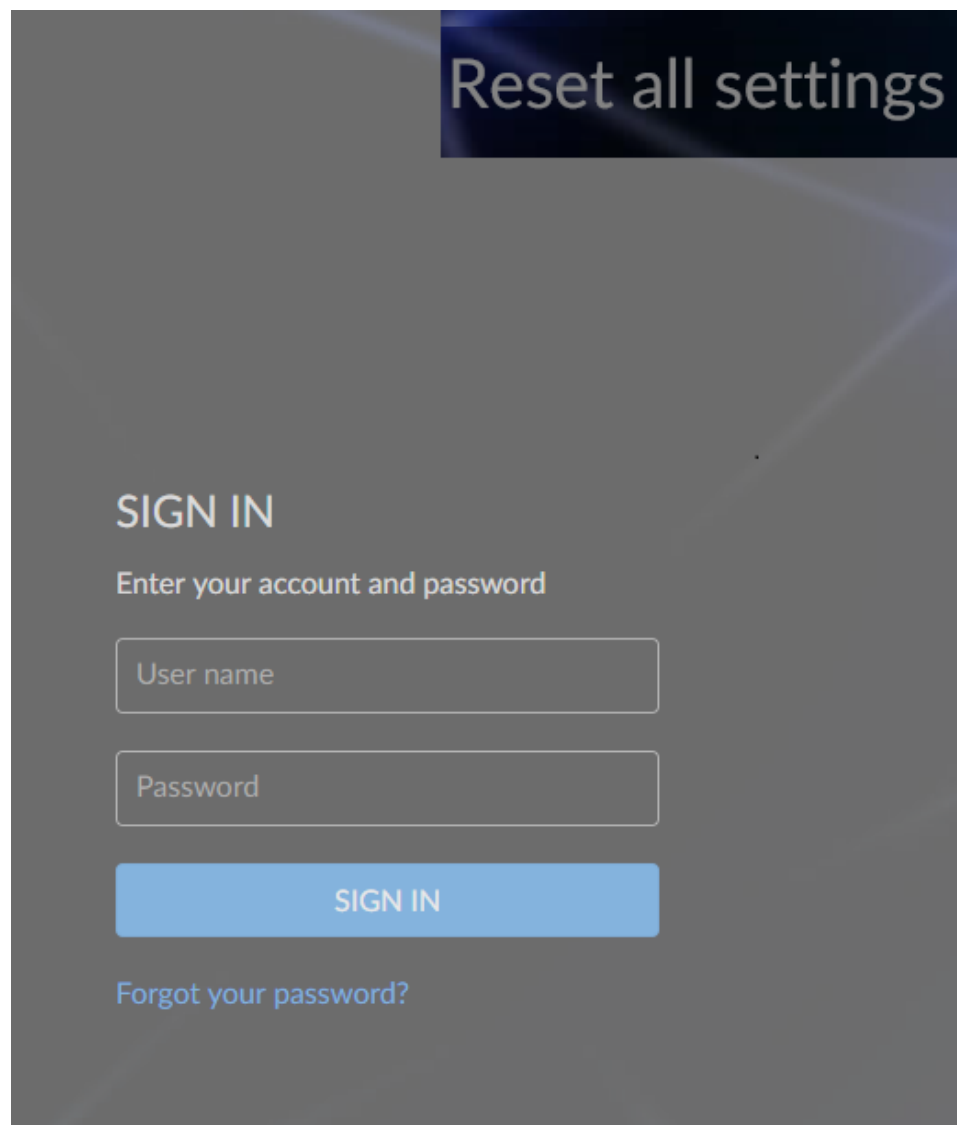 Reset all settings
SIGN IN
Enter your account and password
User name
Password
SIGN IN
Forgot your password?